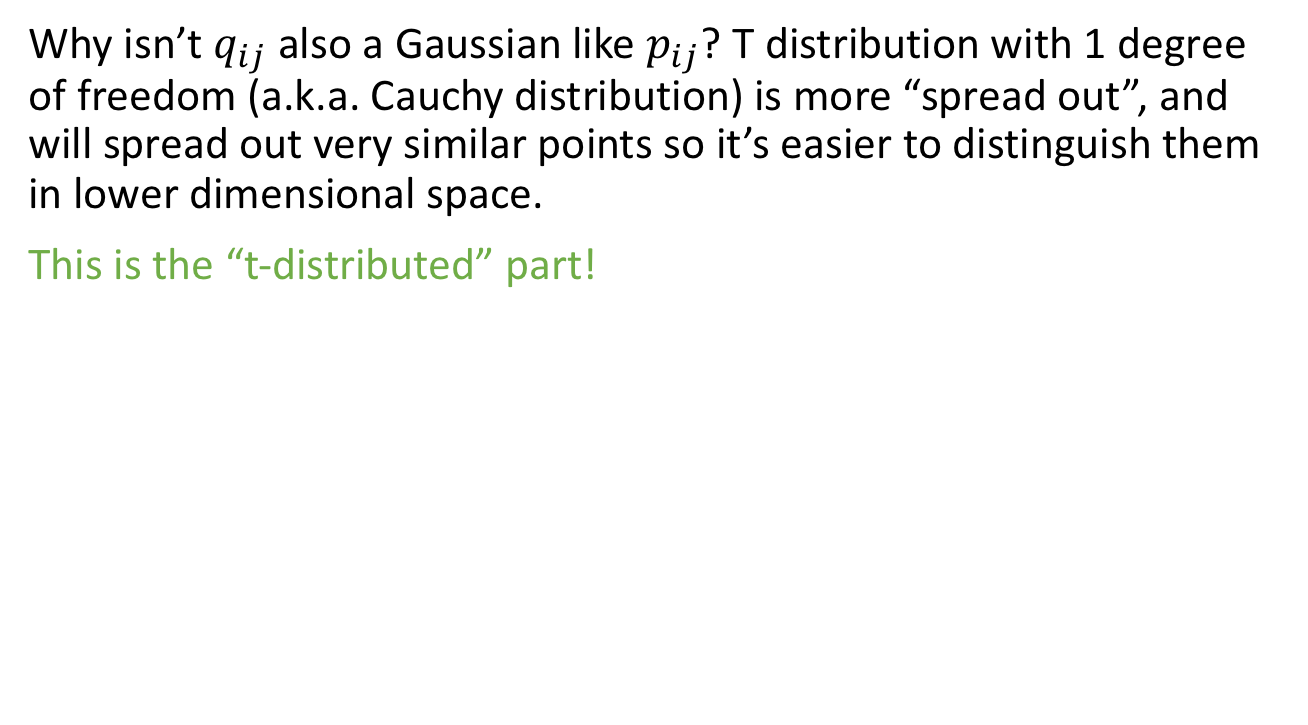 Why isn’t 𝑞𝑖𝑗 also a Gaussian like 𝑝𝑖𝑗? T distribution with 1 degree
of freedom (a.k.a. Cauchy distribution) is more “spread out”, and
will spread out very similar points so it’s easier to distinguish them
in lower dimensional space.
This is the “t-distributed” part!